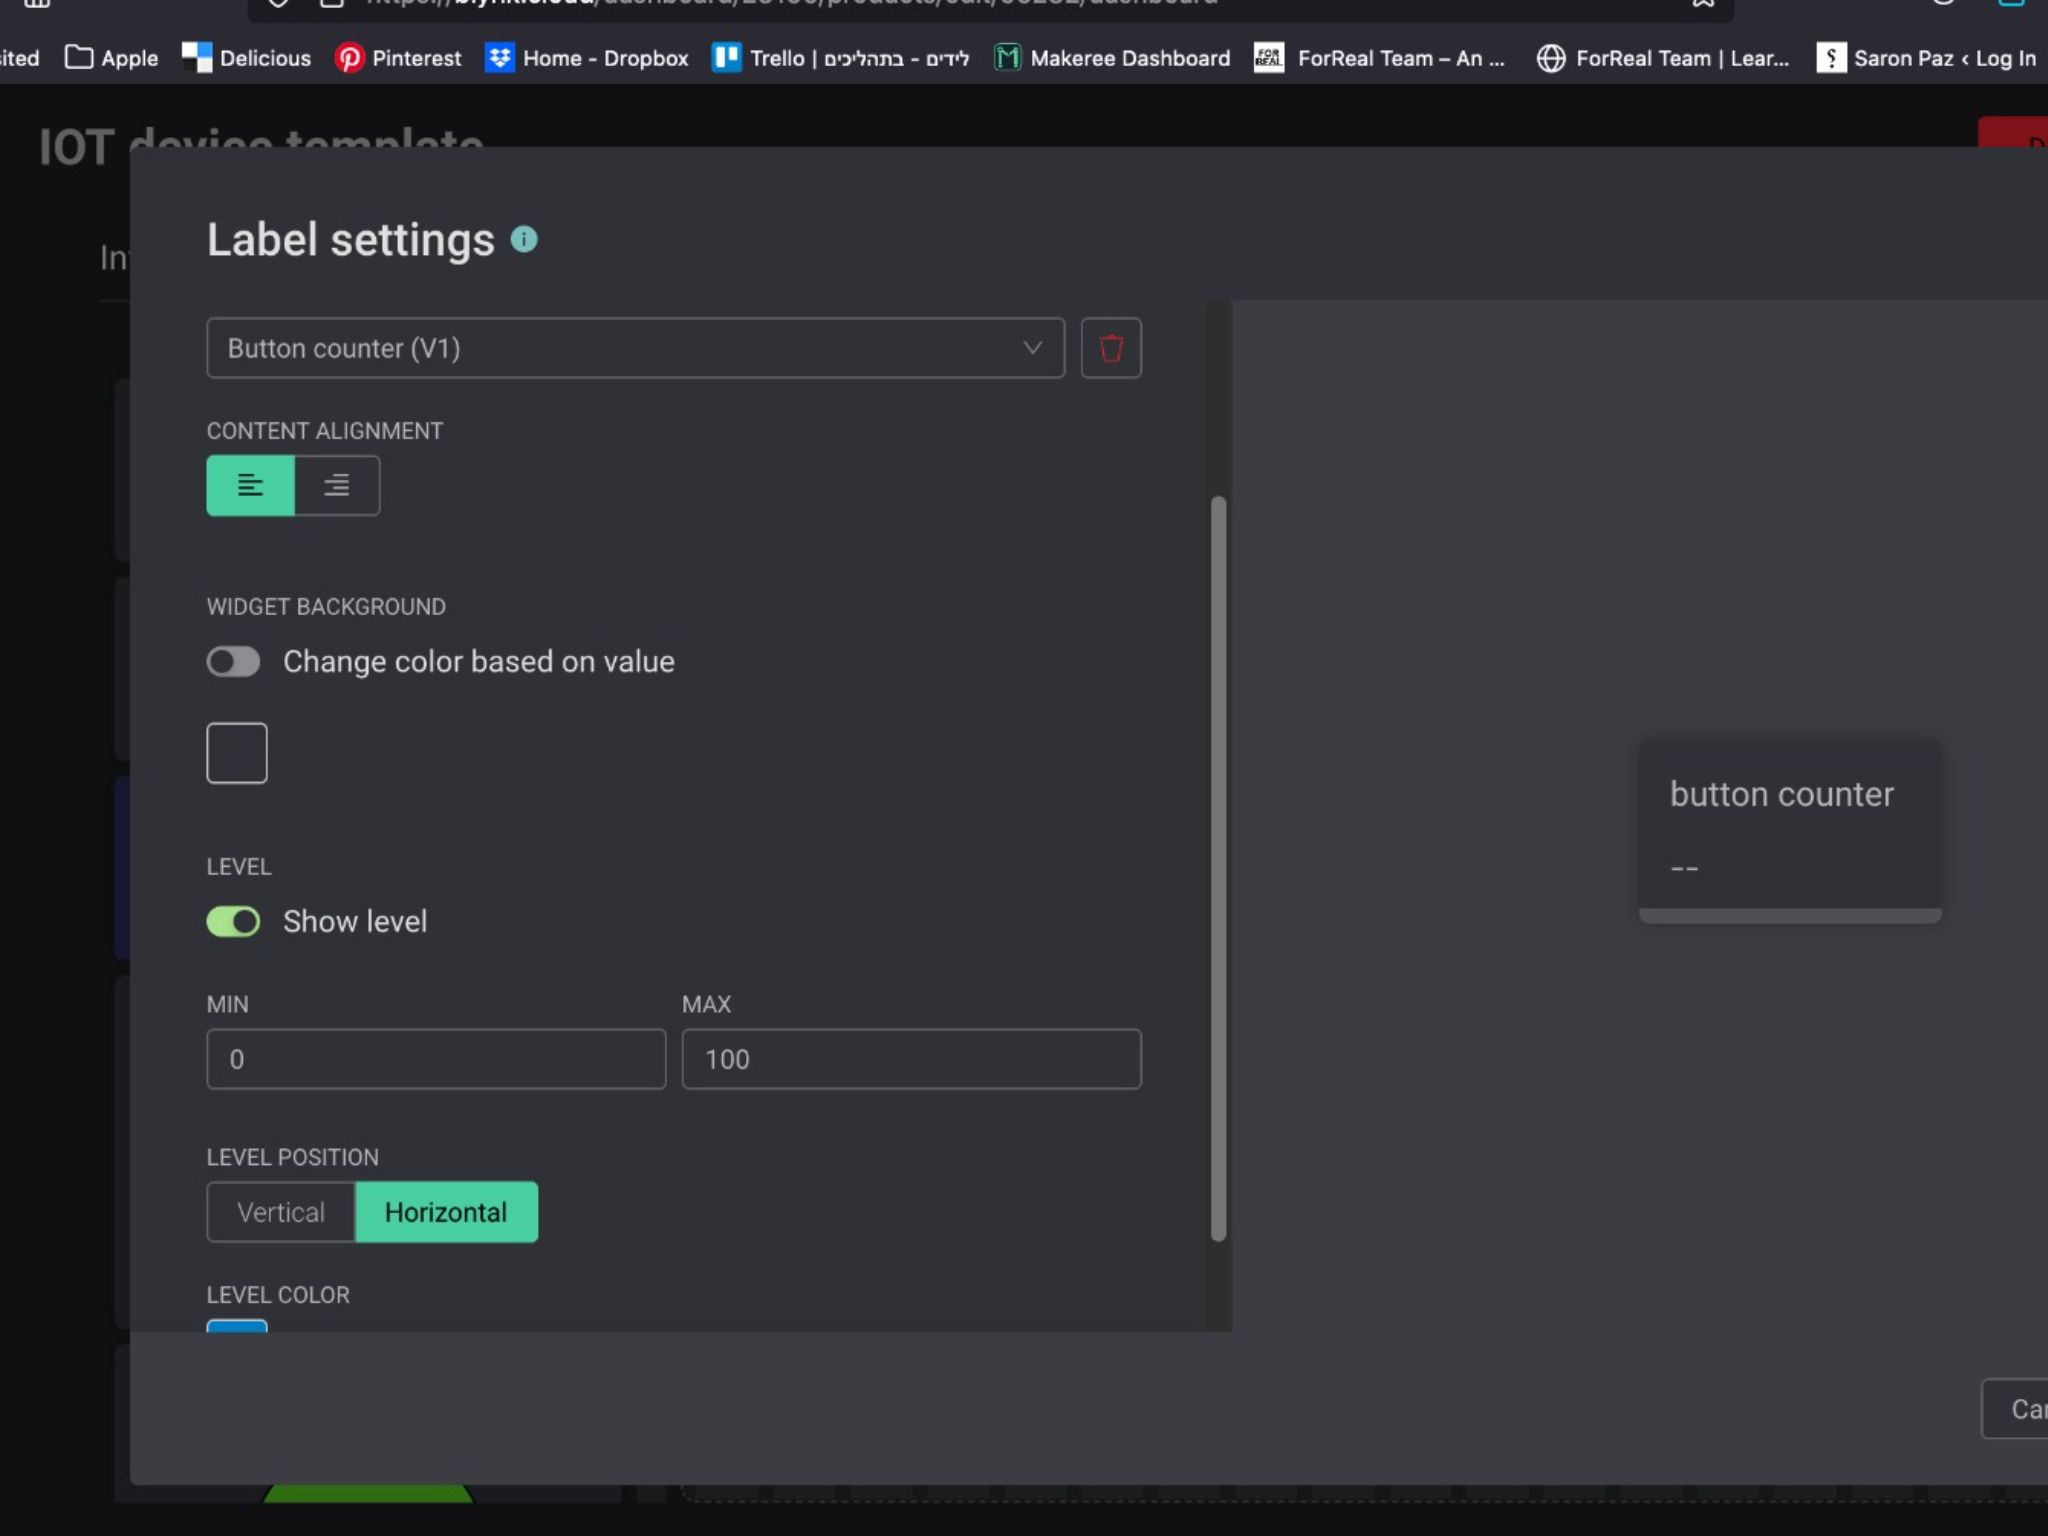 ited Apple Delicious Pinterest Home - Dropbox Trello | לידים - בתהליכים Makeree Dashboard FOR REAL ForReal Team – An ... ForReal Team | Lear... Saron Paz ‹ Log In
IOT device template
Label settings
Button counter (V1)
CONTENT ALIGNMENT
WIDGET BACKGROUND
Change color based on value
button counter
--
LEVEL
Show level
MIN MAX
0 100
LEVEL POSITION
Vertical Horizontal
LEVEL COLOR